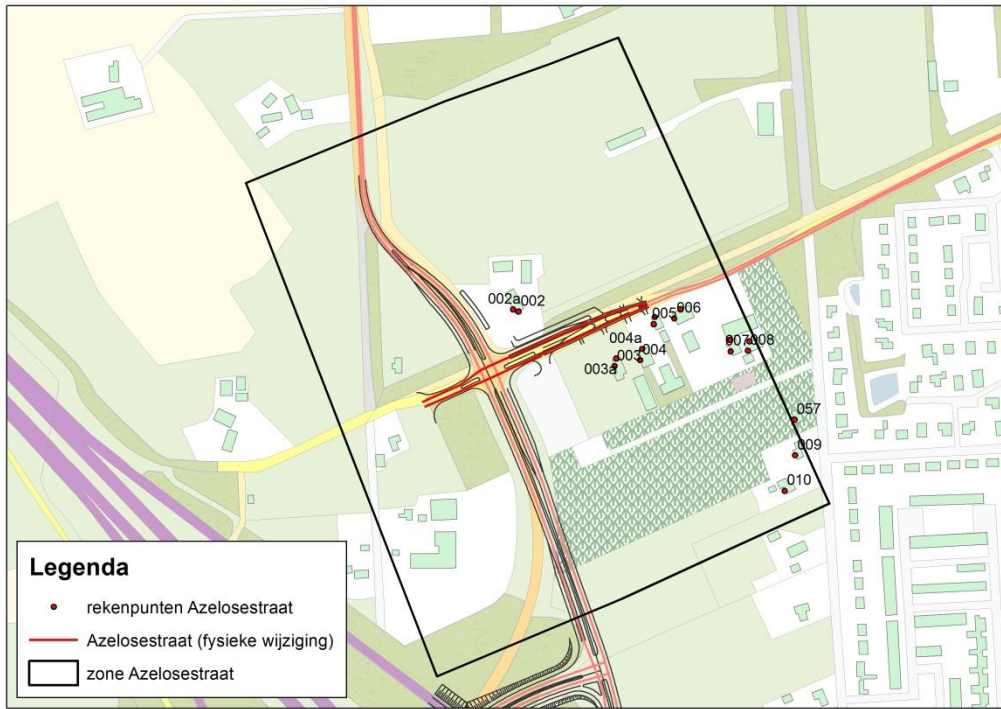 002a 002
006
005
004a
007 008
003 004
003a
057
009
010
Legenda
rekenpunten Azelosestraat
Azelosestraat (fysieke wijziging)
zone Azelosestraat